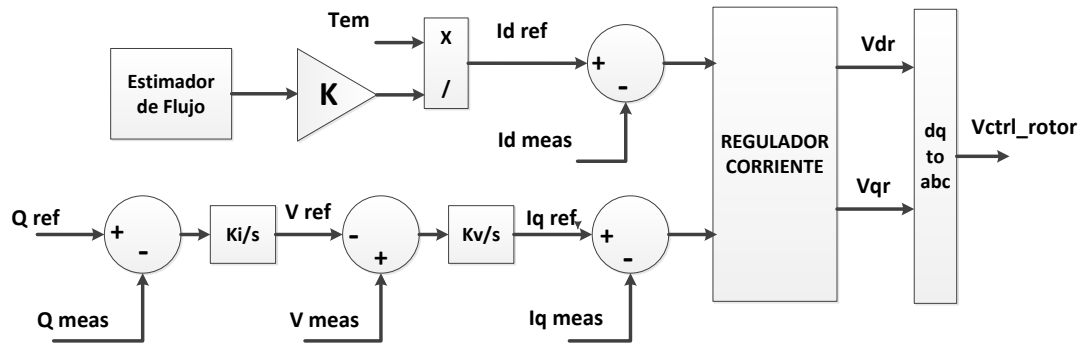 Tem
x
/
Id ref
Estimador
de Flujo
K
+
-
Id meas
REGULADOR
CORRIENTE
Vdr
Vqr
dq
to
abc
Vctrl_rotor
Q ref
+
-
Q meas
Ki/s
V ref
-
+
V meas
Kv/s
Iq ref
+
-
Iq meas